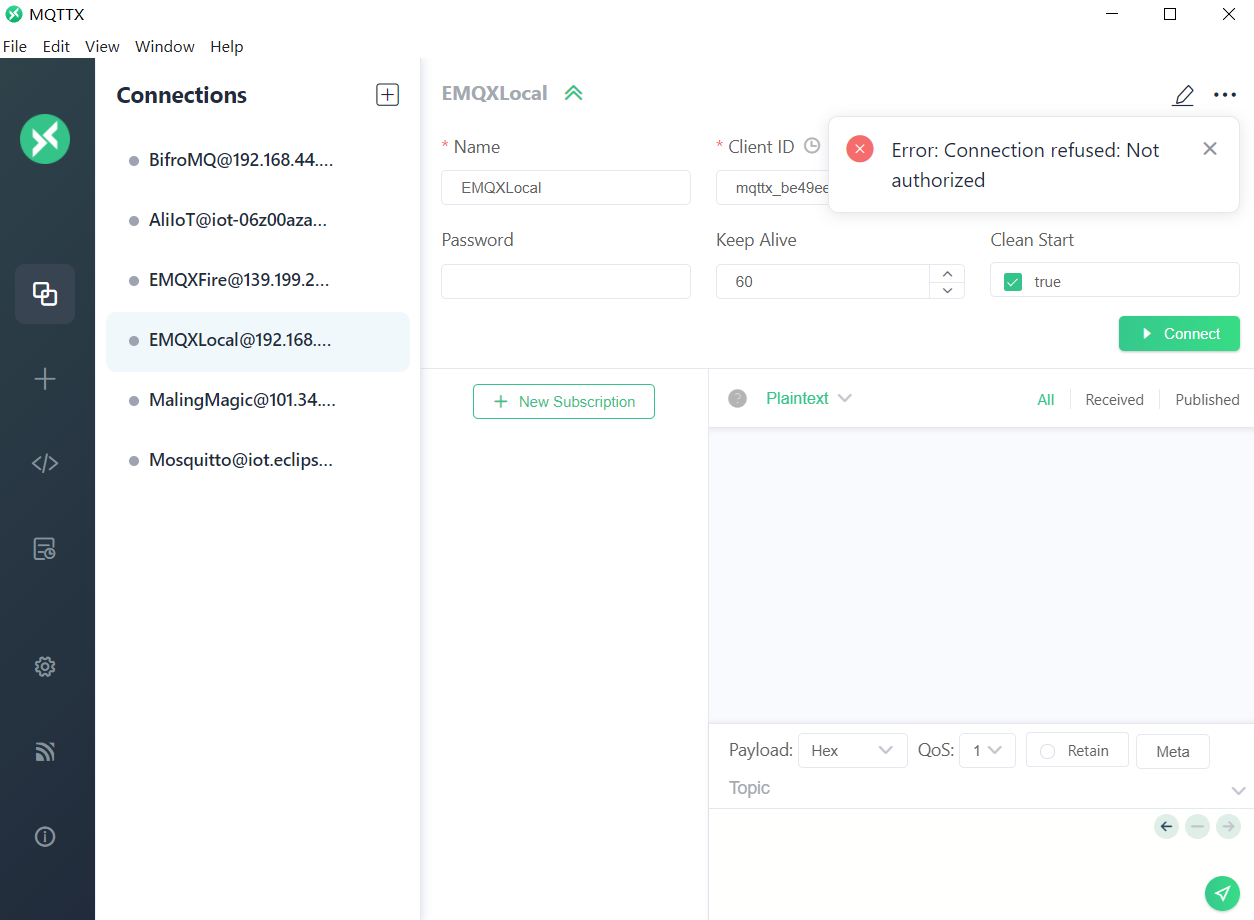 MQTTX
File Edit View Window Help
Connections
BifroMQ@192.168.44....
AliIoT@iot-06z00aza...
EMQXFire@139.199.2...
EMQXLocal@192.168....
MalingMagic@101.34....
Mosquitto@iot.eclips...
EMQXLocal
* Name
* Client ID
Error: Connection refused: Not
authorized
EMQXLocal
mqttx_be49ee
Password
Keep Alive
Clean Start
60
true
Connect
+ New Subscription
? Plaintext
All
Received
Published
Payload: Hex
QoS: 1
Retain
Meta
Topic